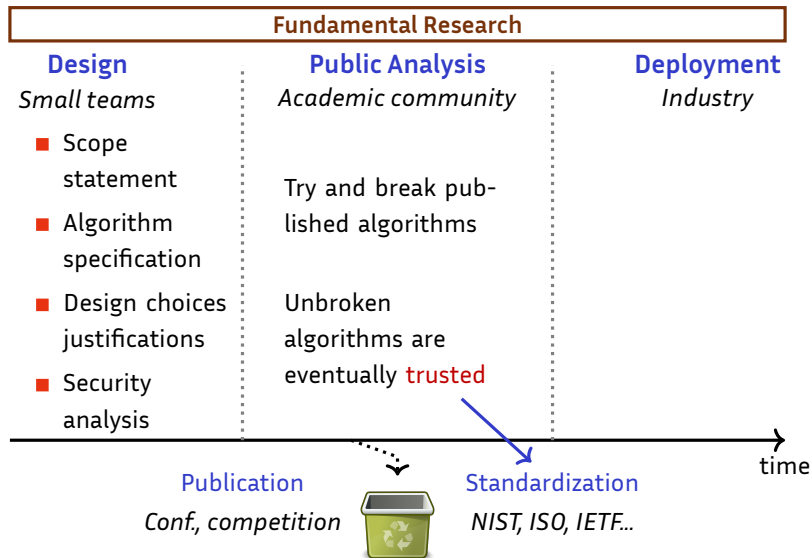 Fundamental Research
Design
Small teams
Scope
statement
Algorithm
specification
Design choices
justifications
Security
analysis
Public Analysis
Academic community
Try and break pub-
lished algorithms
Unbroken
algorithms are
eventually trusted
Deployment
Industry
time
Publication
Conf., competition
Standardization
NIST, ISO, IETF...